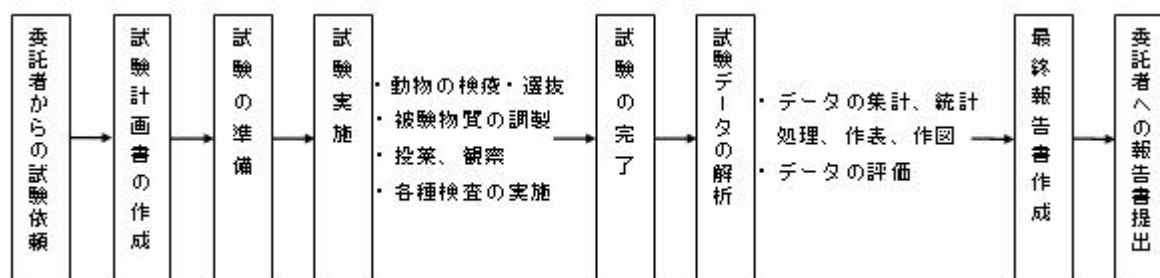 委託者からの試験依頼
試験計画書の作成
試験の準備
試験実施
・動物の検疫・選抜
・被験物質の調製
・投薬、観察
・各種検査の実施
試験の完了
試験データの解析
・データの集計、統計
処理、作表、作図
・データの評価
最終報告書作成
委託者への報告書提出